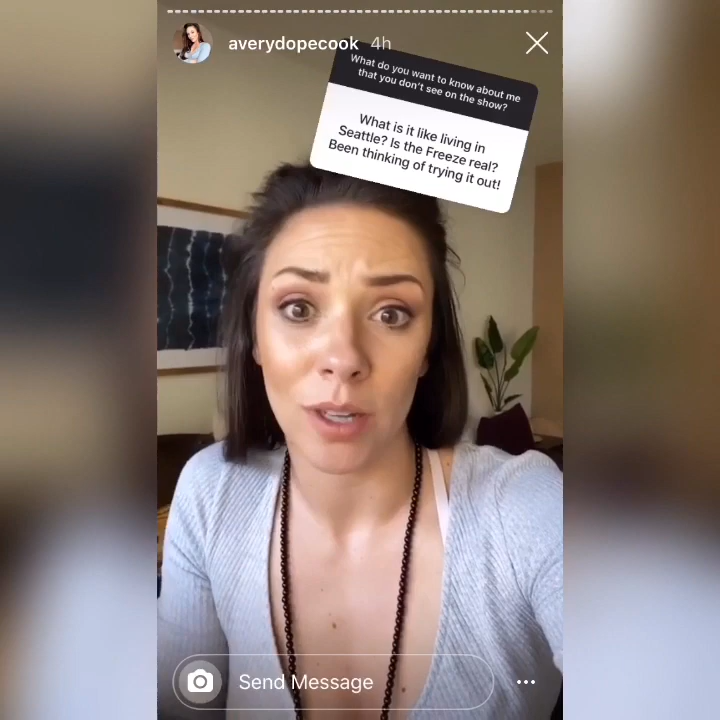 averydopecook 4h
What do you want to know about me
that you don't see on the show?
What is it like living in
Seattle? Is the Freeze real?
Been thinking of trying it out!
Send Message